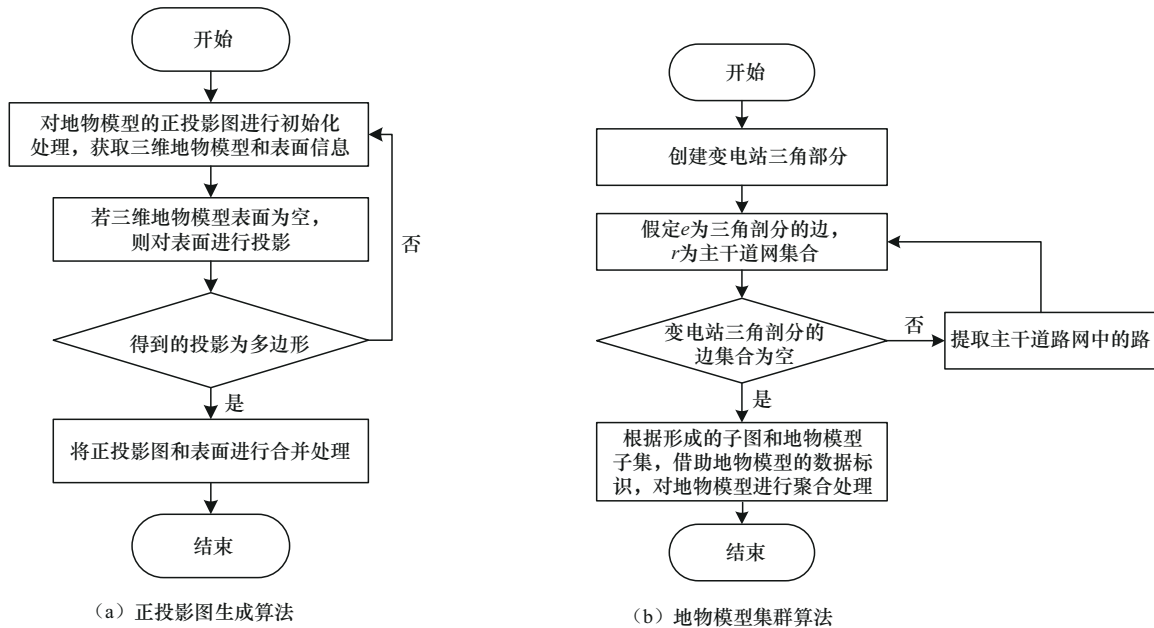 开始
对地物模型的正投影图进行初始化
处理，获取三维地物模型和表面信息
若三维地物模型表面为空，
则对表面进行投影
否
得到的投影为多边形
是
将正投影图和表面进行合并处理
结束
（a）正投影图生成算法
开始
创建变电站三角部分
假定e为三角剖分的边，
r为主干道网集合
变电站三角剖分的
边集合为空
否
提取主干道路网中的路
是
根据形成的子图和地物模型
子集，借助地物模型的数据标
识，对地物模型进行聚合处理
结束
（b）地物模型集群算法